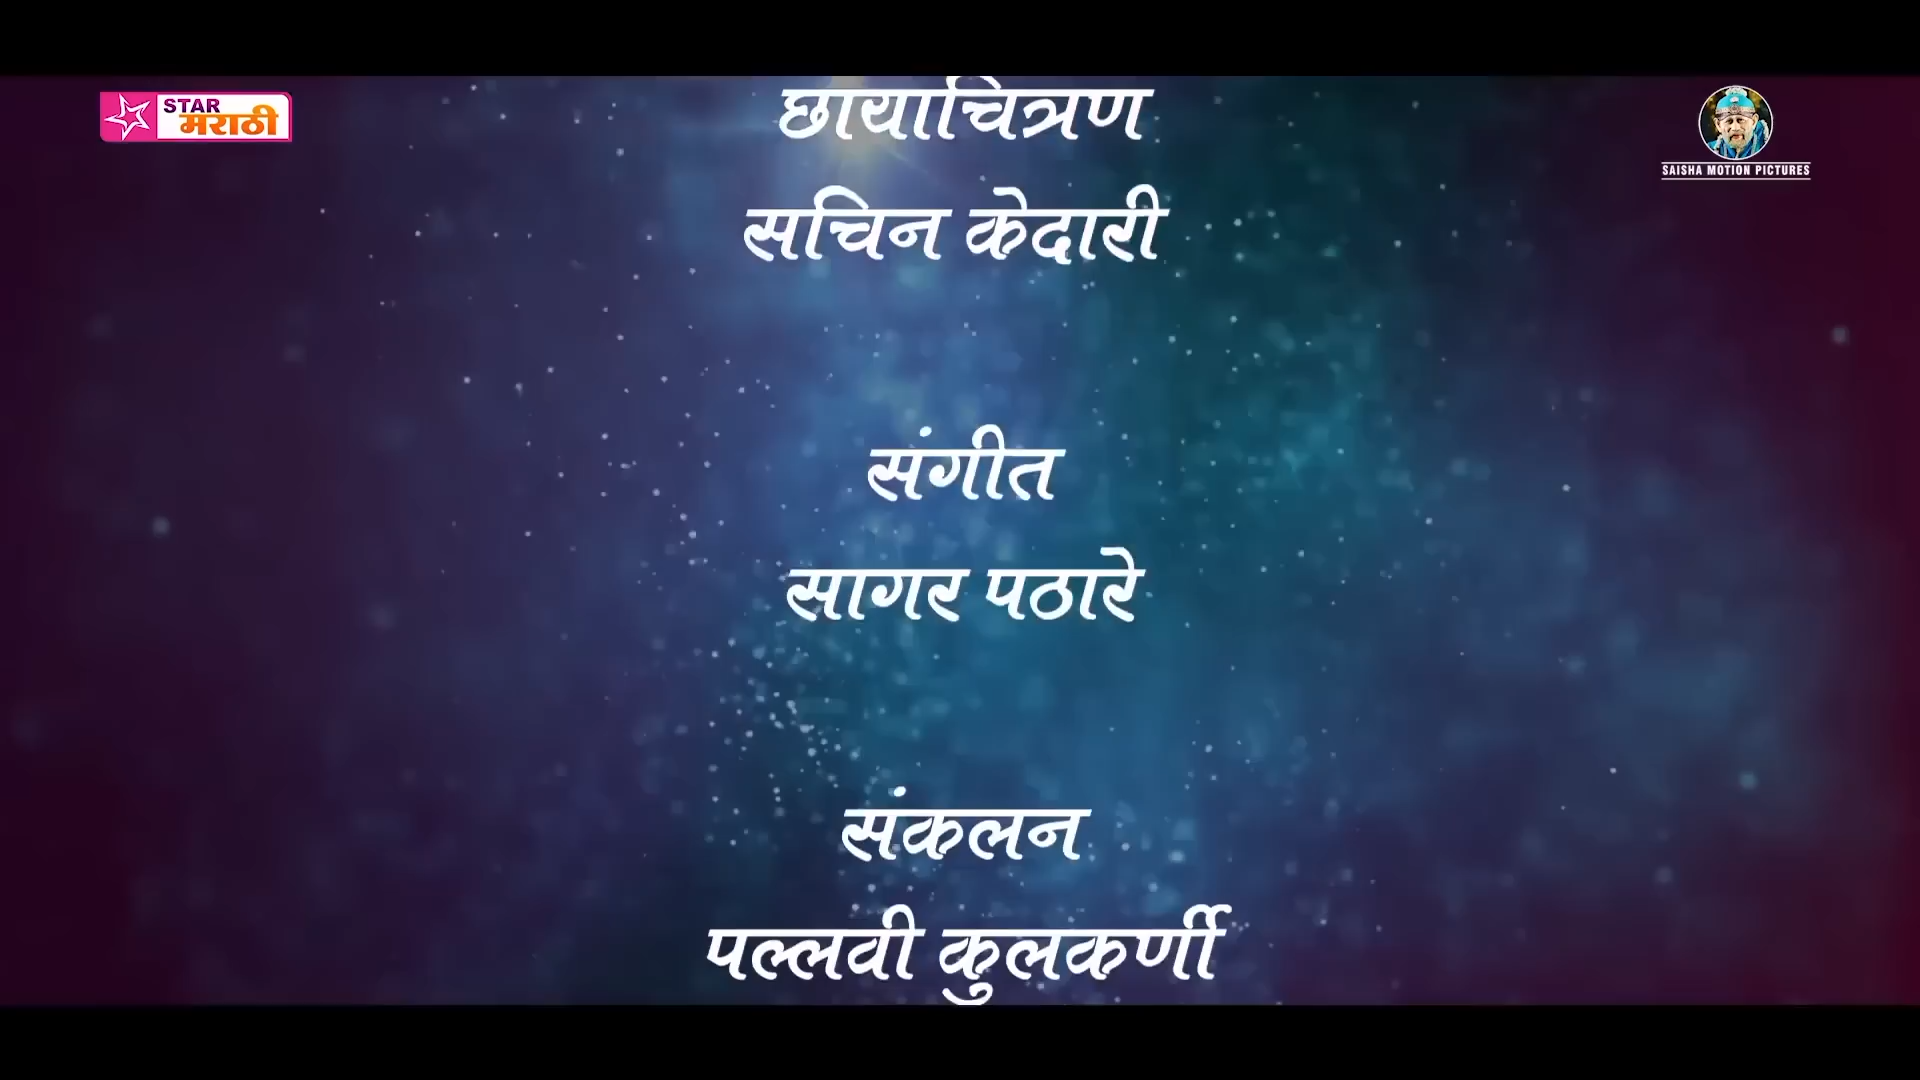 STAR
मराठी
SAISHA MOTION PICTURES
छायाचित्रण
सचिन केदारी
संगीत
सागर पठारे
संकलन
पल्लवी कुलकर्णी